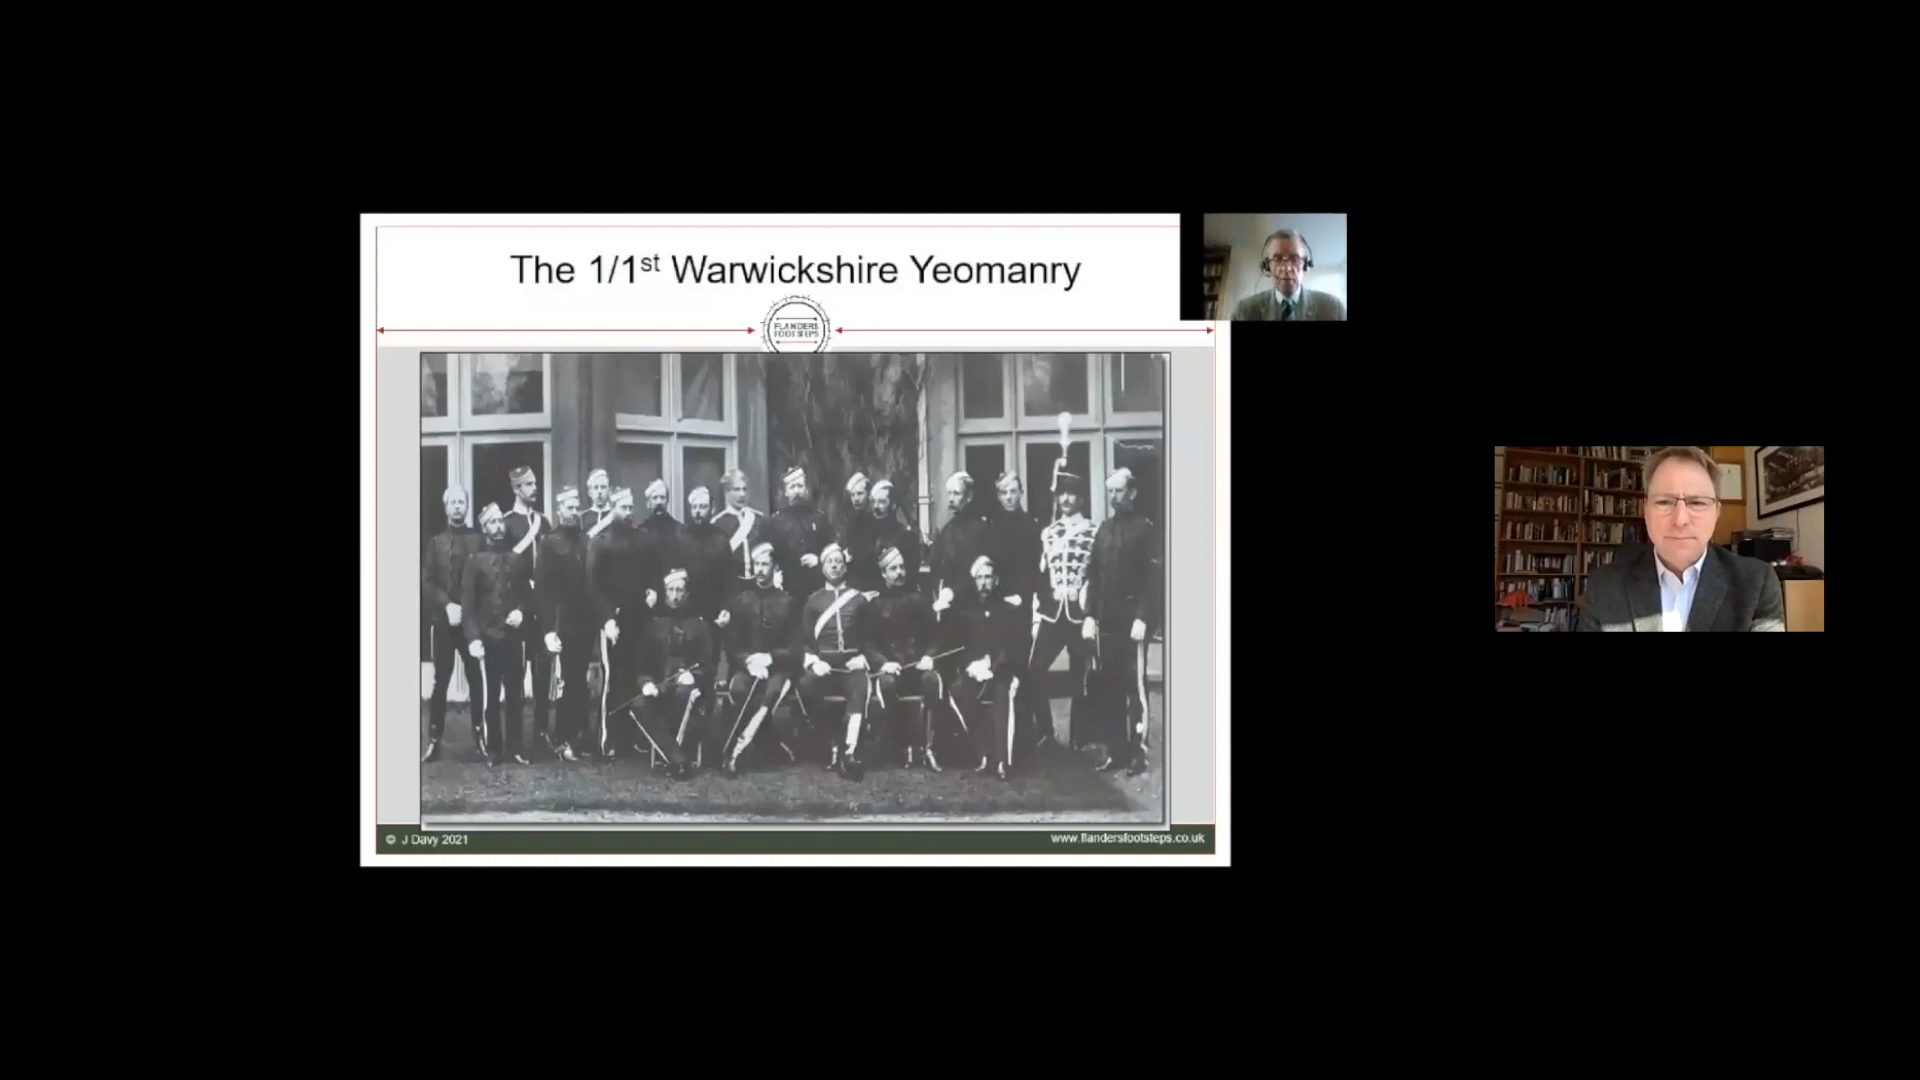 The 1/1st Warwickshire Yeomanry
FLANDERS
FOOTSTEPS
© J Davy 2021
www.flandersfootsteps.co.uk